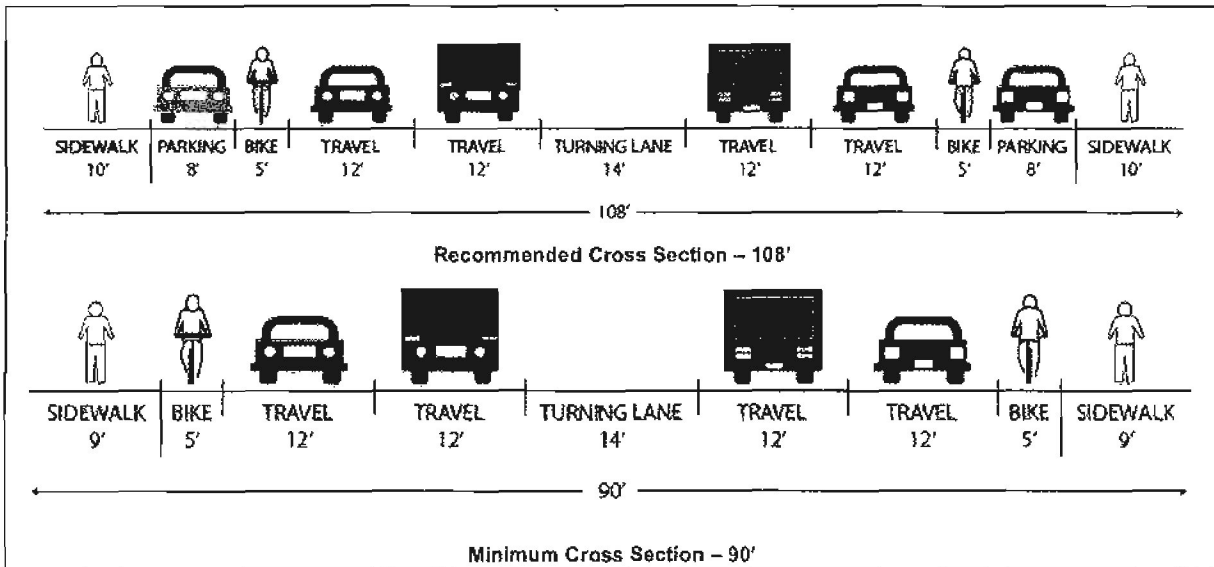 SIDEWALK PARKING BIKE TRAVEL TRAVEL TURNING LANE TRAVEL TRAVEL BIKE PARKING SIDEWALK
10' 8' 5' 12' 12' 14' 12' 12' 5' 8' 10'
108'
Recommended Cross Section – 108'
SIDEWALK BIKE TRAVEL TRAVEL TURNING LANE TRAVEL TRAVEL BIKE SIDEWALK
9' 5' 12' 12' 14' 12' 12' 5' 9'
90'
Minimum Cross Section – 90'